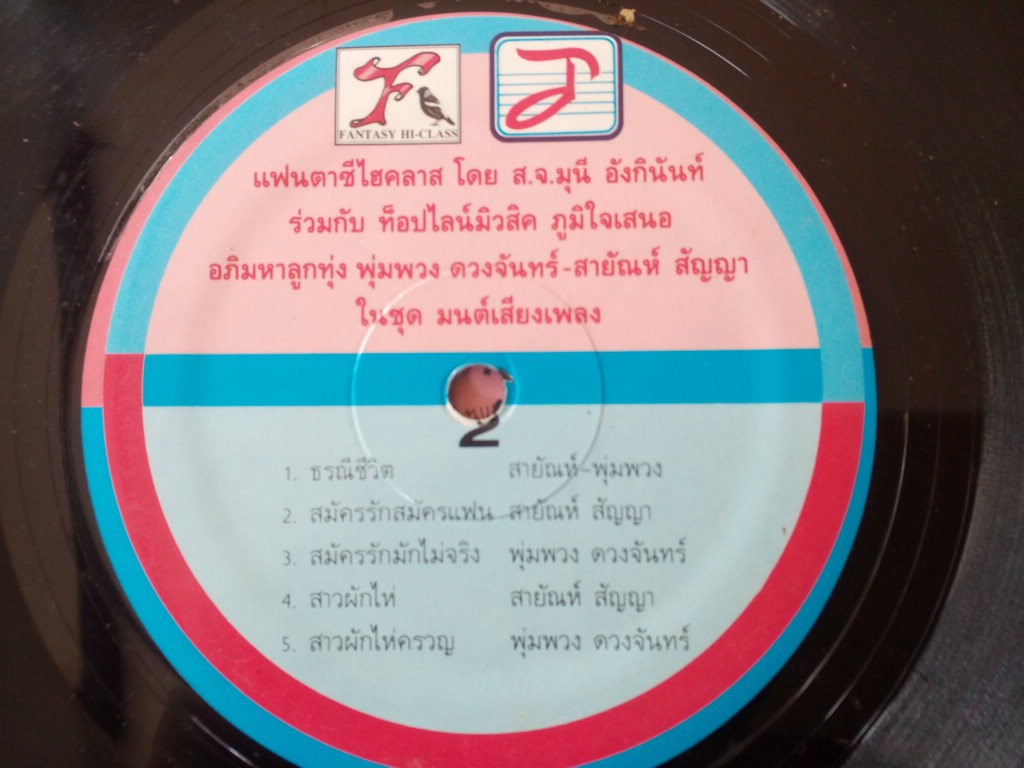 F
FANTASY HI-CLASS
แฟนตาซีไฮคลาส โดย ส.จ.มุนี อังกินันท์
ร่วมกับ ท็อปไลน์มิวสิค ภูมิใจเสนอ
อภิมหาลูกทุ่ง พุ่มพวง ดวงจันทร์-สายัณห์ สัญญา
ในชุด มนต์เสียงเพลง
2
1. ธรณีชีวิต สายัณห์-พุ่มพวง
2. สมัครรักสมัครแฟน สายัณห์ สัญญา
3. สมัครรักมักไม่จริง พุ่มพวง ดวงจันทร์
4. สาวผักไห่ สายัณห์ สัญญา
5. สาวผักไห่ครวญ พุ่มพวง ดวงจันทร์